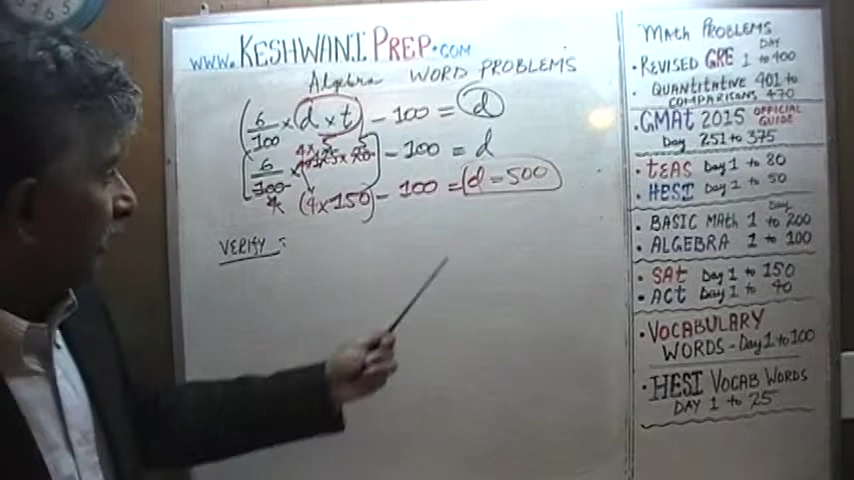 www.KESHWANIPREP.COM
Algebra WORD PROBLEMS
(6/100 × (d × t) - 100 = d
6/100 × - 100 = d
(4 × 150) - 100 = d = 500
VERIFY :
MATH PROBLEMS
• REVISED GRE DAY 1 to 400
• QUANTITATIVE 401 to
COMPARISONS 470
• GMAT 2015 OFFICIAL GUIDE
Day 251 to 375
• TEAS Day 1 to 80
• HESI Day 1 to 50
Day
• BASIC MATH 1 to 200
• ALGEBRA 1 to 100
• SAT Day 1 to 150
• ACT Day 1 to 40
• VOCABULARY
WORDS - Day 1 to 100
• HESI VOCAB WORDS
DAY 1 to 25